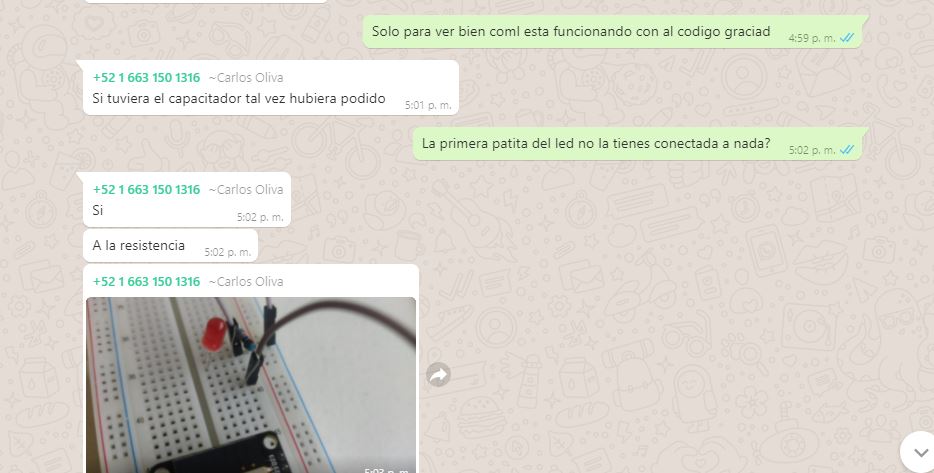 Solo para ver bien coml esta funcionando con al codigo graciad
4:59 p. m.
+52 1 663 150 1316 ~Carlos Oliva
Si tuviera el capacitador tal vez hubiera podido
5:01 p. m.
La primera patita del led no la tienes conectada a nada?
5:02 p. m.
+52 1 663 150 1316 ~Carlos Oliva
Si
5:02 p. m.
A la resistencia
5:02 p. m.
+52 1 663 150 1316 ~Carlos Oliva